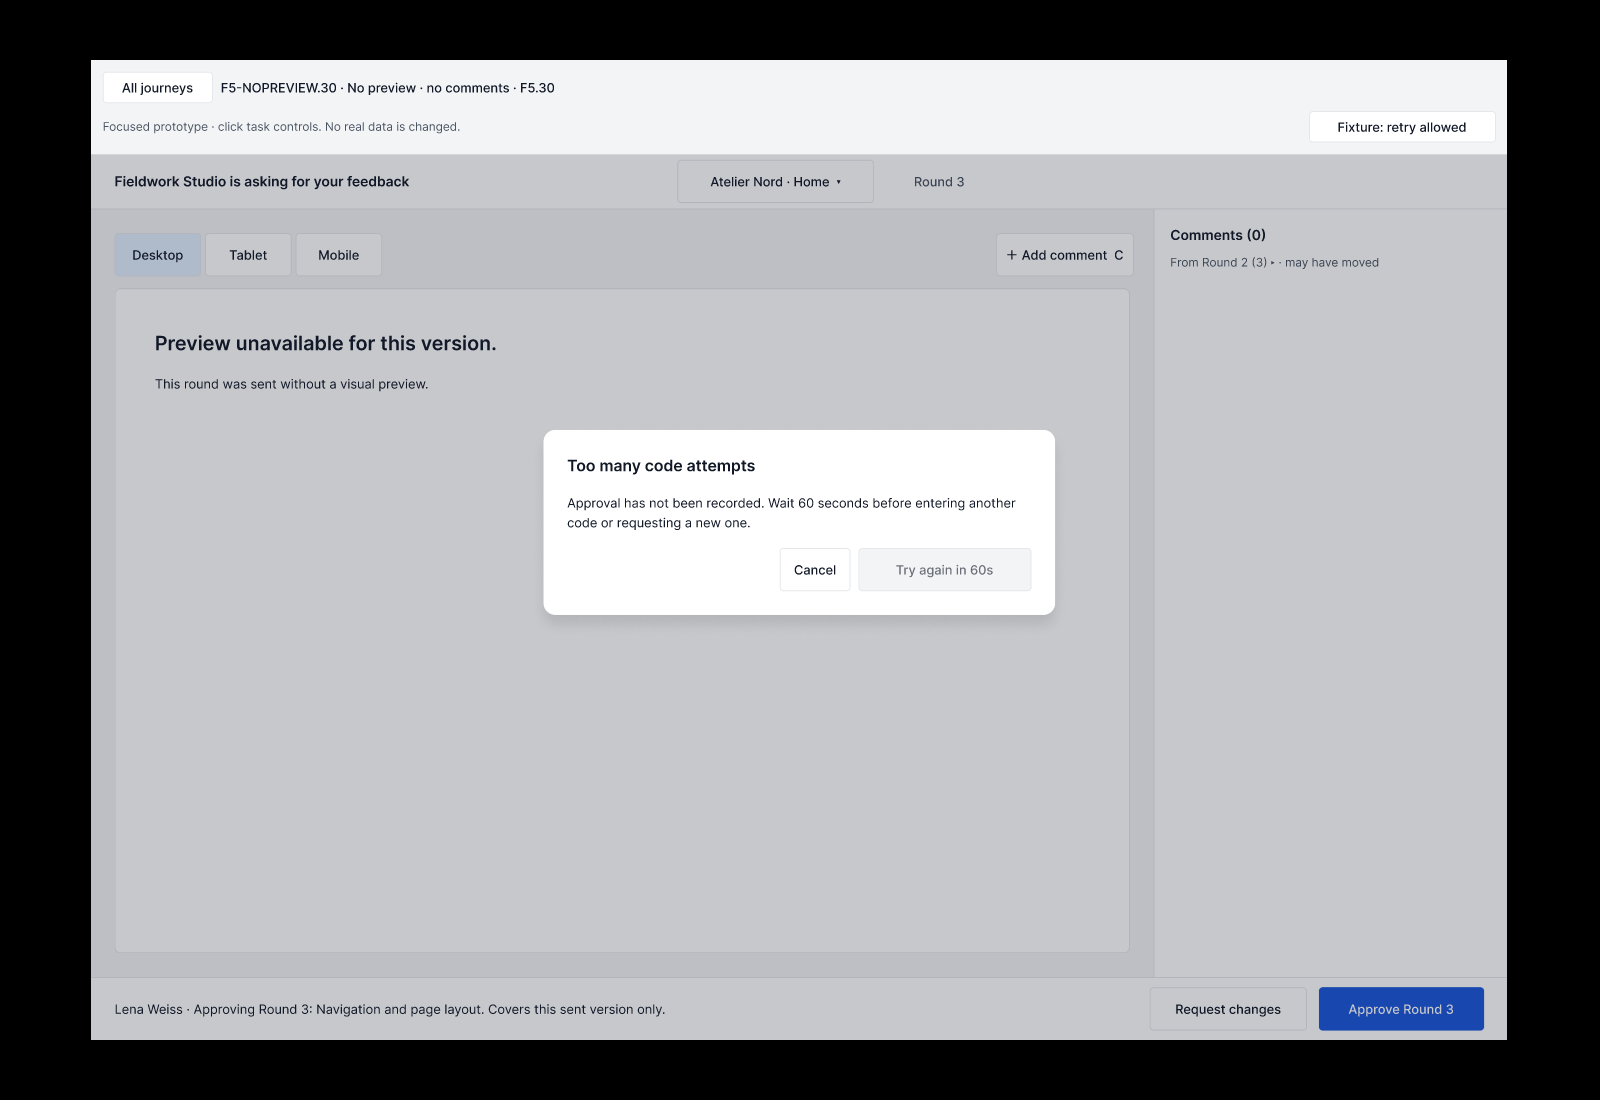 All journeys
F5-NOPREVIEW.30 · No preview · no comments · F5.30
Focused prototype · click task controls. No real data is changed.
Fixture: retry allowed
Fieldwork Studio is asking for your feedback
Atelier Nord · Home ▾
Round 3
Desktop
Tablet
Mobile
+ Add comment C
Comments (0)
From Round 2 (3) ▸ · may have moved
Preview unavailable for this version.
This round was sent without a visual preview.
Too many code attempts
Approval has not been recorded. Wait 60 seconds before entering another
code or requesting a new one.
Cancel
Try again in 60s
Lena Weiss · Approving Round 3: Navigation and page layout. Covers this sent version only.
Request changes
Approve Round 3